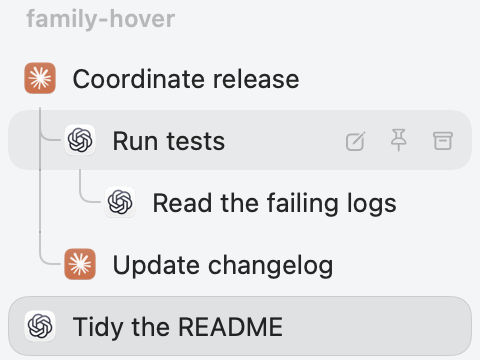 family-hover
Coordinate release
Run tests
Read the failing logs
Update changelog
Tidy the README